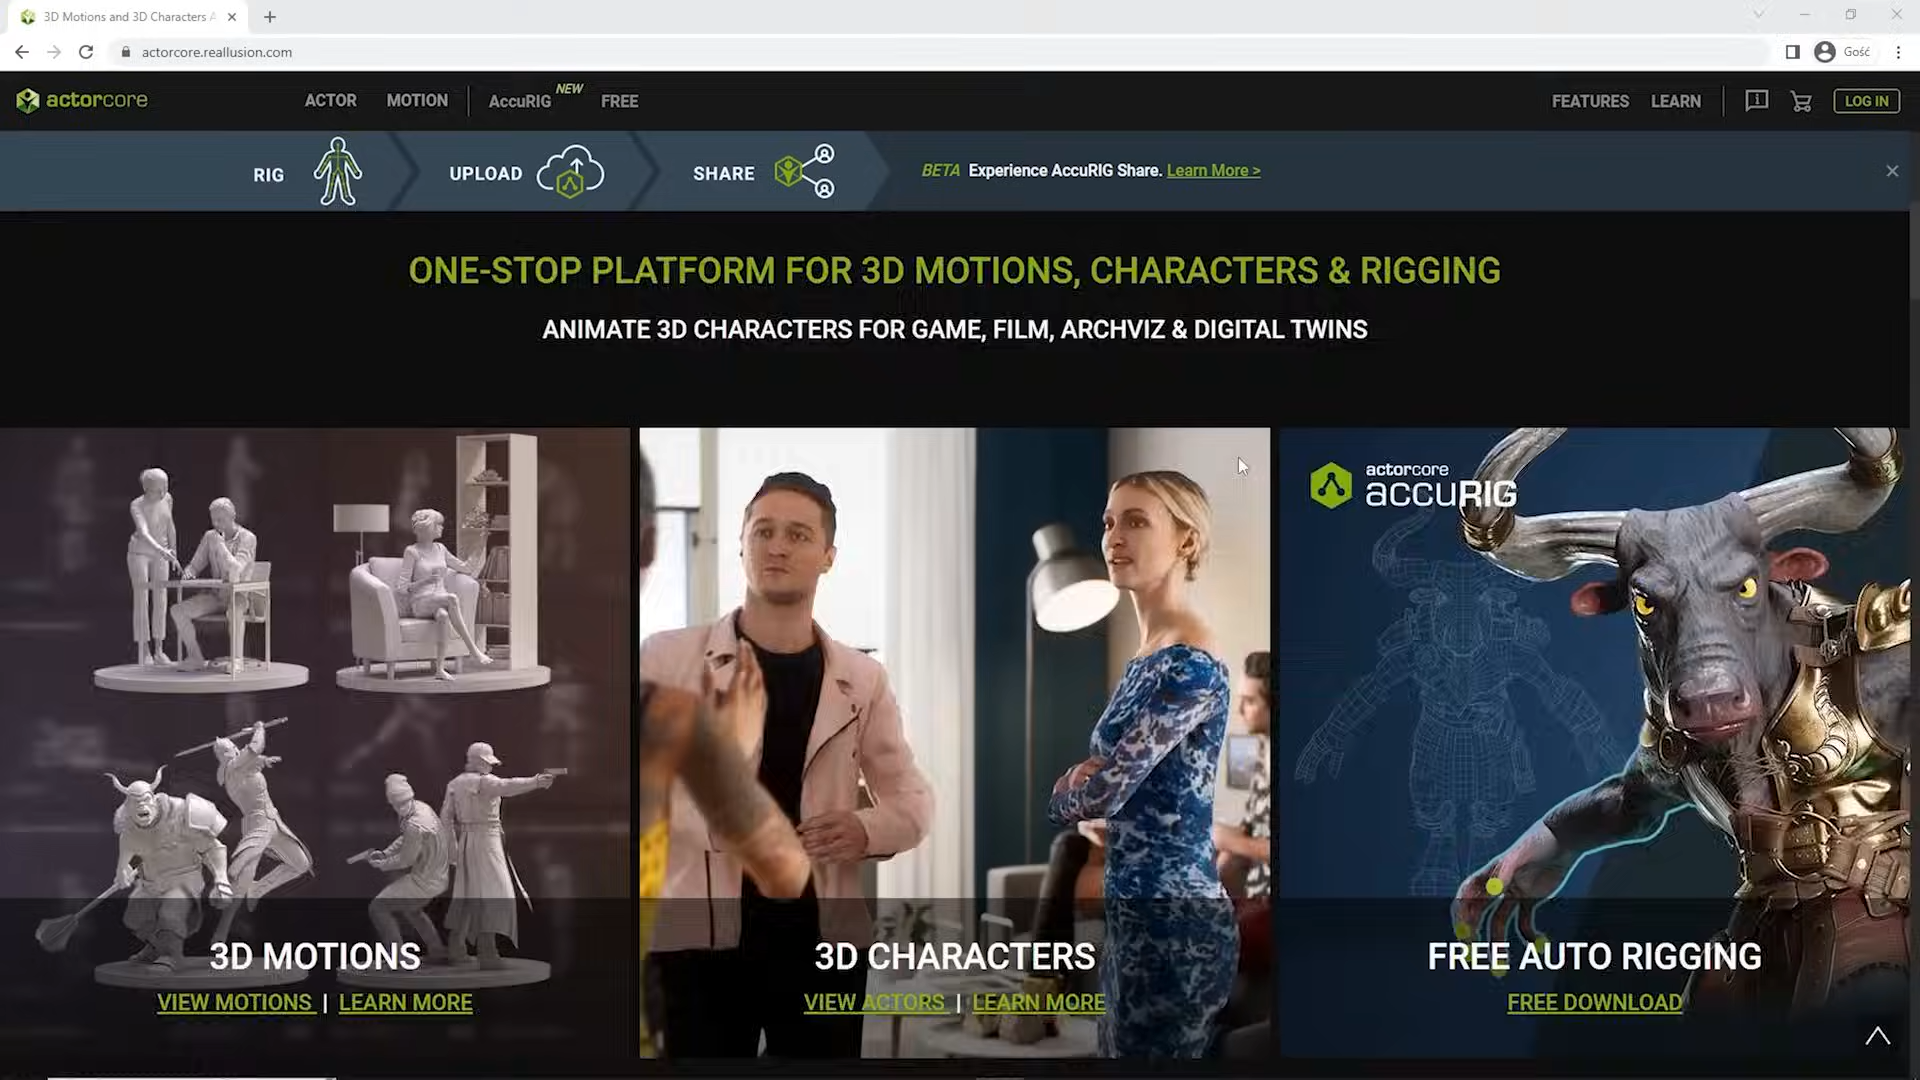 3D Motions and 3D Characters A
actorcore.reallusion.com
Gość
actorcore
ACTOR
MOTION
AccuRIG
NEW
FREE
FEATURES
LEARN
LOG IN
RIG
UPLOAD
SHARE
BETA Experience AccuRIG Share. Learn More >
ONE-STOP PLATFORM FOR 3D MOTIONS, CHARACTERS & RIGGING
ANIMATE 3D CHARACTERS FOR GAME, FILM, ARCHVIZ & DIGITAL TWINS
actorcore
accuRIG
3D MOTIONS
VIEW MOTIONS | LEARN MORE
3D CHARACTERS
VIEW ACTORS | LEARN MORE
FREE AUTO RIGGING
FREE DOWNLOAD